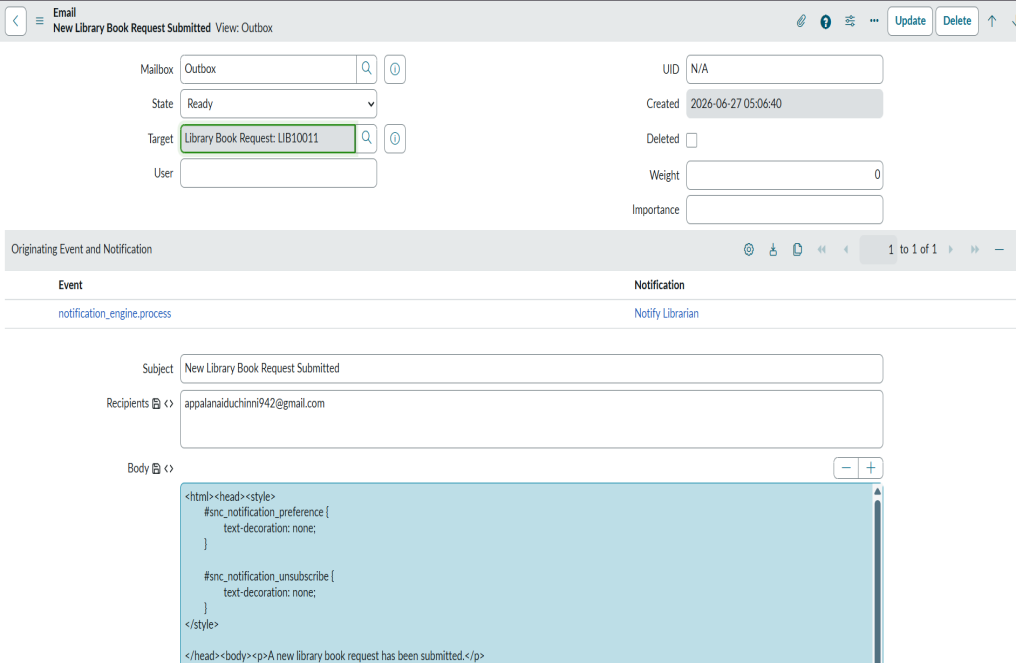 Email
New Library Book Request Submitted View: Outbox
Update
Delete
Mailbox Outbox
UID N/A
State Ready
Created 2026-06-27 05:06:40
Target Library Book Request: LIB10011
Deleted
User
Weight 0
Importance
Originating Event and Notification
1 to 1 of 1
Event Notification
notification_engine.process Notify Librarian
Subject New Library Book Request Submitted
Recipients appalanaiduchinni942@gmail.com
Body
<html><head><style>
#snc_notification_preference {
text-decoration: none;
}
#snc_notification_unsubscribe {
text-decoration: none;
}
</style>
</head><body><p>A new library book request has been submitted.</p>